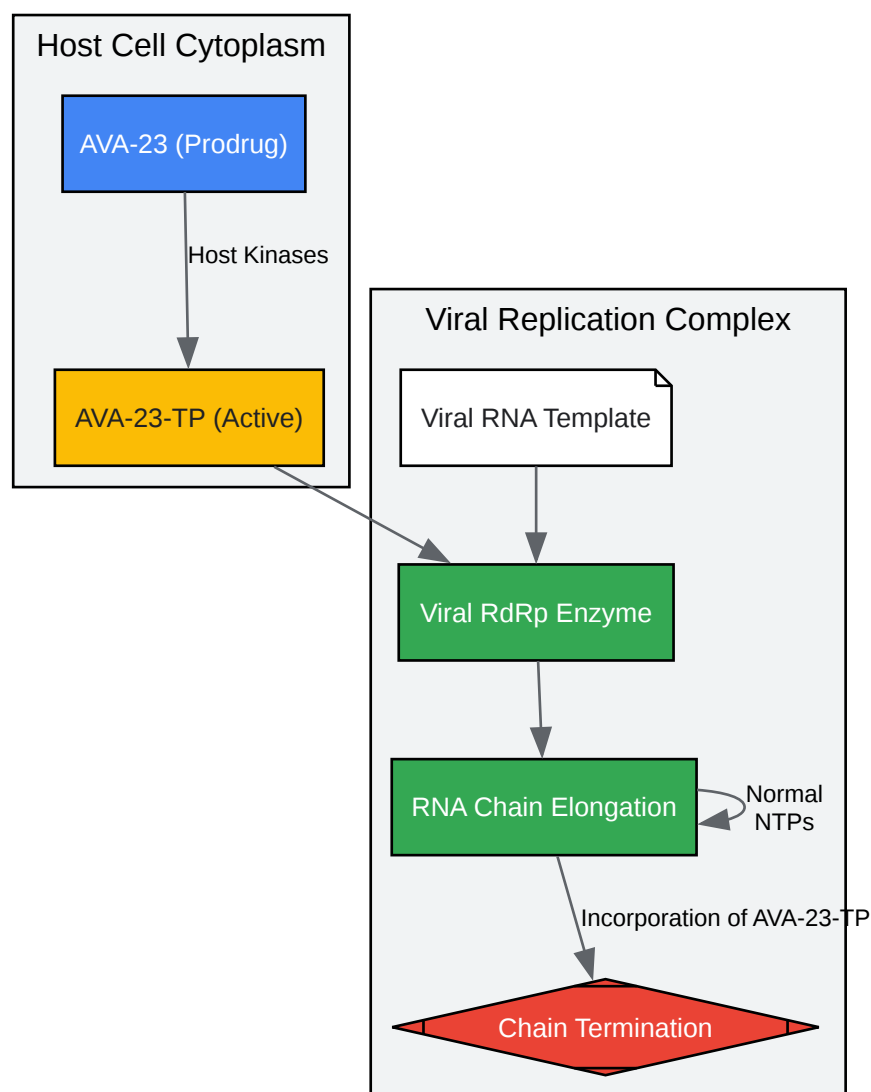 Host Cell Cytoplasm
AVA-23 (Prodrug)
Host Kinases
AVA-23-TP (Active)
Viral Replication Complex
Viral RNA Template
Viral RdRp Enzyme
RNA Chain Elongation
Normal
NTPs
Incorporation of AVA-23-TP
Chain Termination